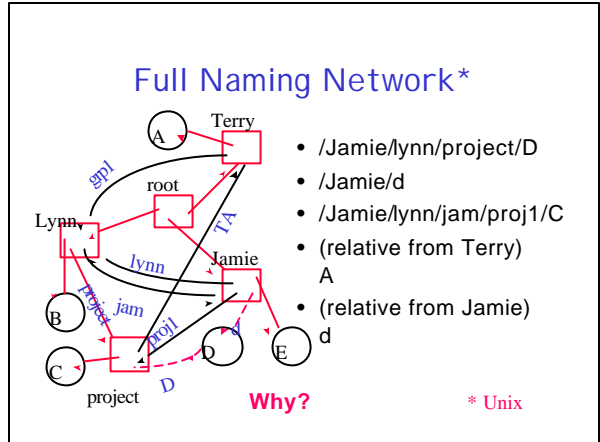 Full Naming Network*
Terry
A
grp1
root
TA
Lynn
lynn
Jamie
project
jam
proj1
d
B
D
E
C
D
project
• /Jamie/lynn/project/D
• /Jamie/d
• /Jamie/lynn/jam/proj1/C
• (relative from Terry)
A
• (relative from Jamie)
d
Why?
* Unix